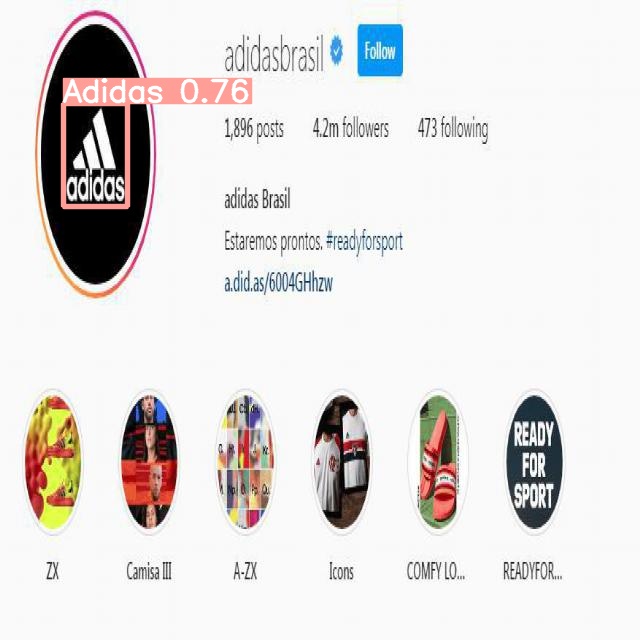 adidasbrasil
Follow
Adidas 0.76
adidas
1,896 posts 4.2m followers 473 following
adidas Brasil
Estaremos prontos. #readyforsport
a.did.as/6004GHhzw
READY
FOR
SPORT
ZX
Camisa III
A-ZX
Icons
COMFY LO...
READYFOR...